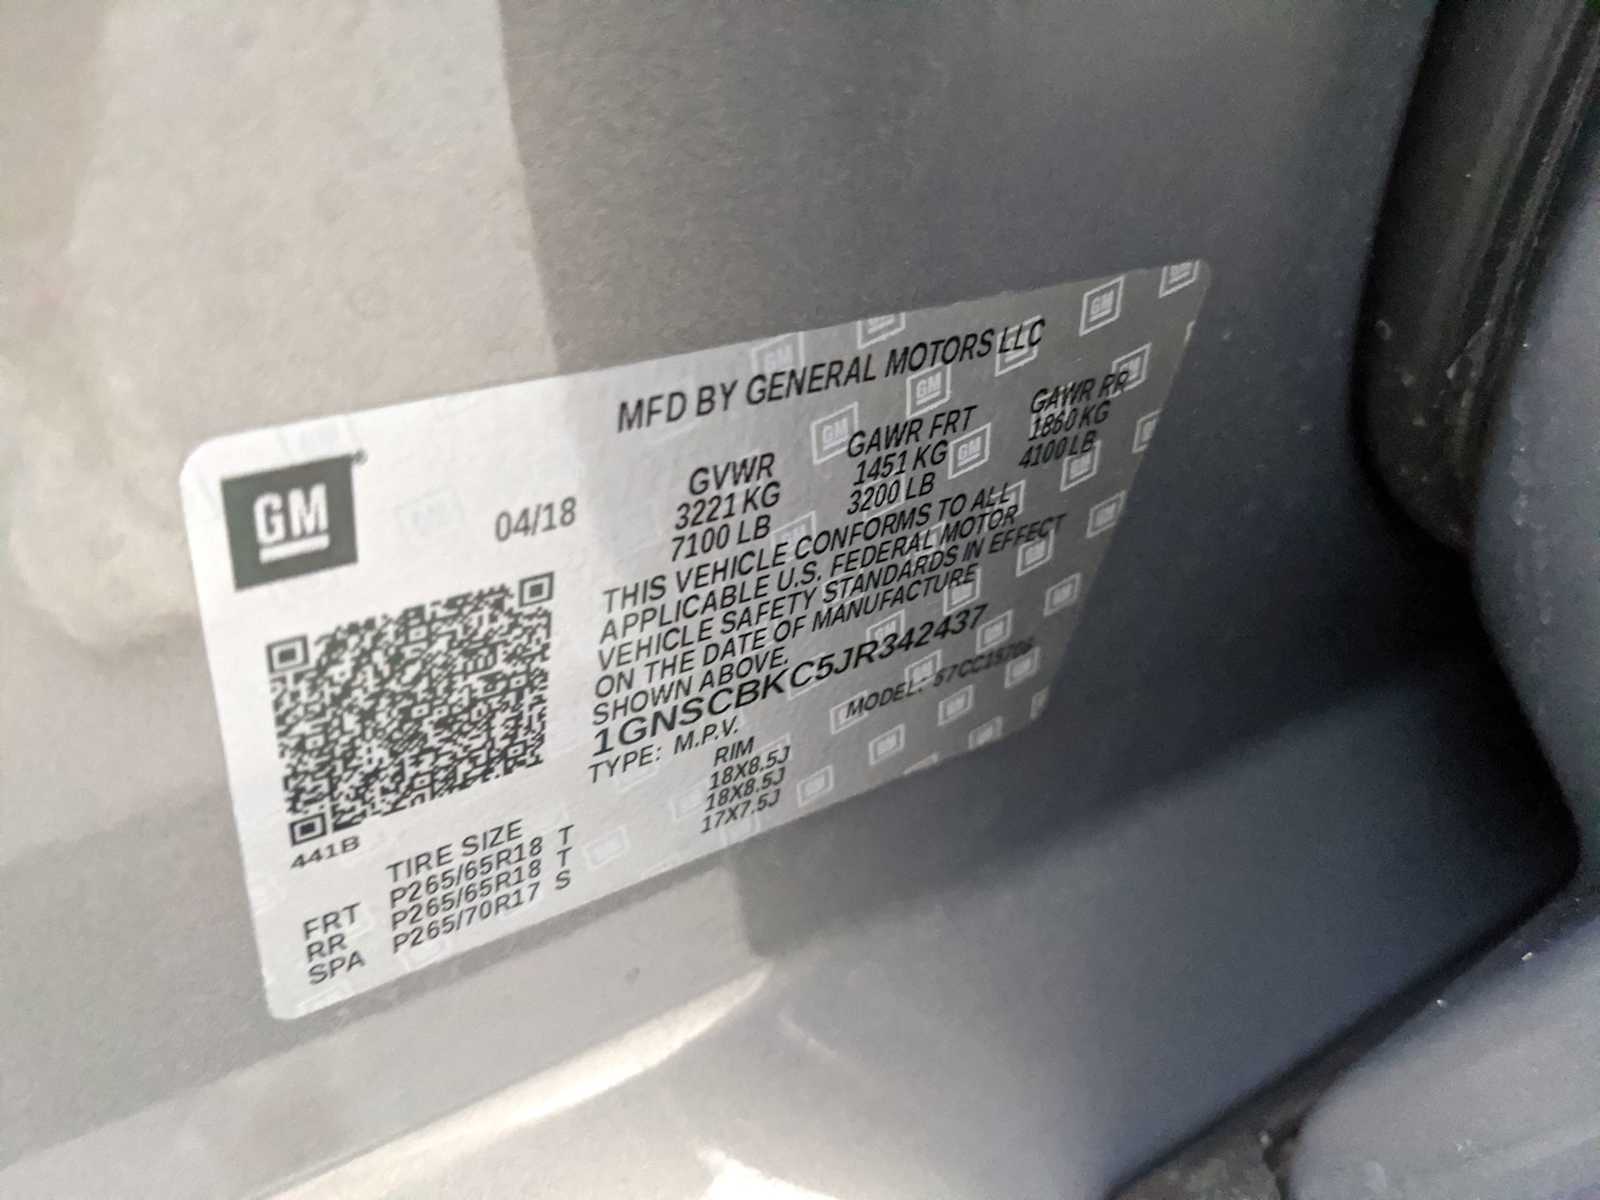 MFD BY GENERAL MOTORS LLC
GM
04/18
GVWR GAWR FRT GAWR RR
3221 KG 1451 KG 1860 KG
7100 LB 3200 LB 4100 LB
THIS VEHICLE CONFORMS TO ALL
APPLICABLE U.S. FEDERAL MOTOR
VEHICLE SAFETY STANDARDS IN EFFECT
ON THE DATE OF MANUFACTURE
SHOWN ABOVE.
1GNSCBKC5JR342437
TYPE: M.P.V. MODEL:
441B
TIRE SIZE RIM
FRT P265/65R18 T 18X8.5J
RR P265/65R18 T 18X8.5J
SPA P265/70R17 S 17X7.5J